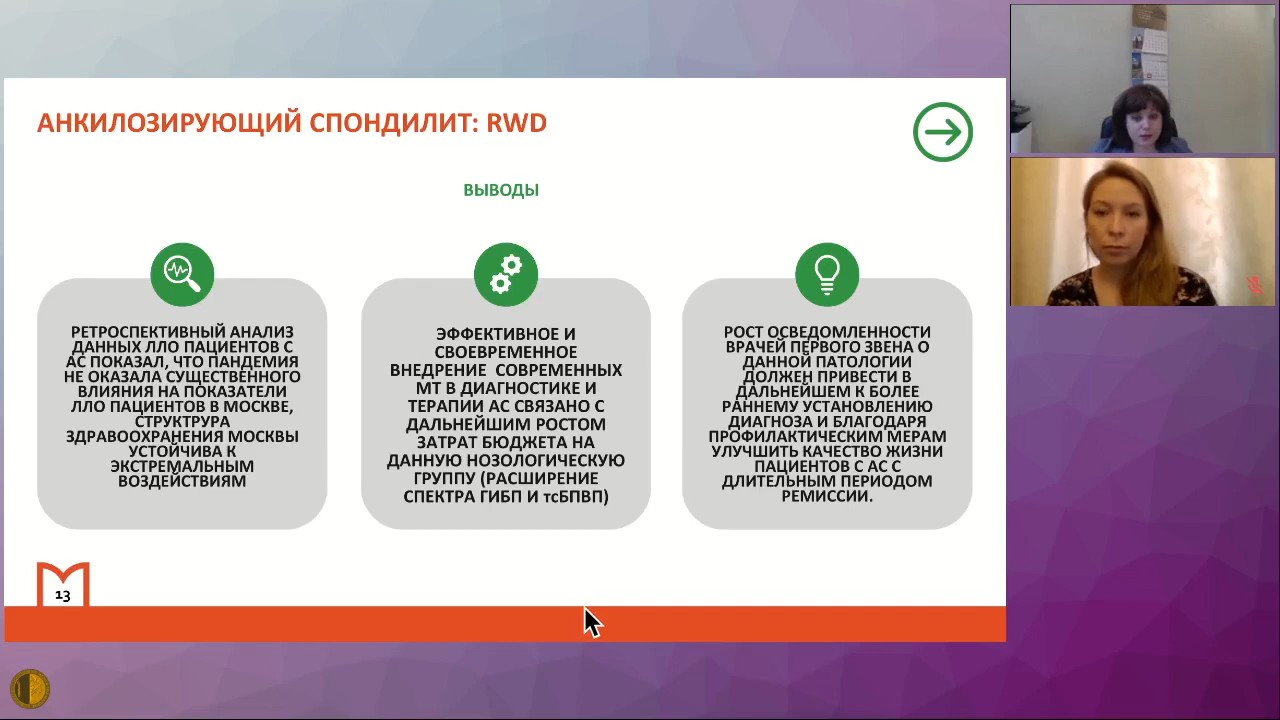 АНКИЛОЗИРУЮЩИЙ СПОНДИЛИТ: RWD
ВЫВОДЫ
РЕТРОСПЕКТИВНЫЙ АНАЛИЗ
ДАННЫХ ЛЛО ПАЦИЕНТОВ С
АС ПОКАЗАЛ, ЧТО ПАНДЕМИЯ
НЕ ОКАЗАЛА СУЩЕСТВЕННОГО
ВЛИЯНИЯ НА ПОКАЗАТЕЛИ
ЛЛО ПАЦИЕНТОВ В МОСКВЕ,
СТРУКТРУРА
ЗДРАВООХРАНЕНИЯ МОСКВЫ
УСТОЙЧИВА К
ЭКСТРЕМАЛЬНЫМ
ВОЗДЕЙСТВИЯМ
ЭФФЕКТИВНОЕ И
СВОЕВРЕМЕННОЕ
ВНЕДРЕНИЕ СОВРЕМЕННЫХ
МТ В ДИАГНОСТИКЕ И
ТЕРАПИИ АС СВЯЗАНО С
ДАЛЬНЕЙШИМ РОСТОМ
ЗАТРАТ БЮДЖЕТА НА
ДАННУЮ НОЗОЛОГИЧЕСКУЮ
ГРУППУ (РАСШИРЕНИЕ
СПЕКТРА ГИБП И тсБПВП)
РОСТ ОСВЕДОМЛЕННОСТИ
ВРАЧЕЙ ПЕРВОГО ЗВЕНА О
ДАННОЙ ПАТОЛОГИИ
ДОЛЖЕН ПРИВЕСТИ В
ДАЛЬНЕЙШЕМ К БОЛЕЕ
РАННЕМУ УСТАНОВЛЕНИЮ
ДИАГНОЗА И БЛАГОДАРЯ
ПРОФИЛАКТИЧЕСКИМ МЕРАМ
УЛУЧШИТЬ КАЧЕСТВО ЖИЗНИ
ПАЦИЕНТОВ С АС С
ДЛИТЕЛЬНЫМ ПЕРИОДОМ
РЕМИССИИ.
13